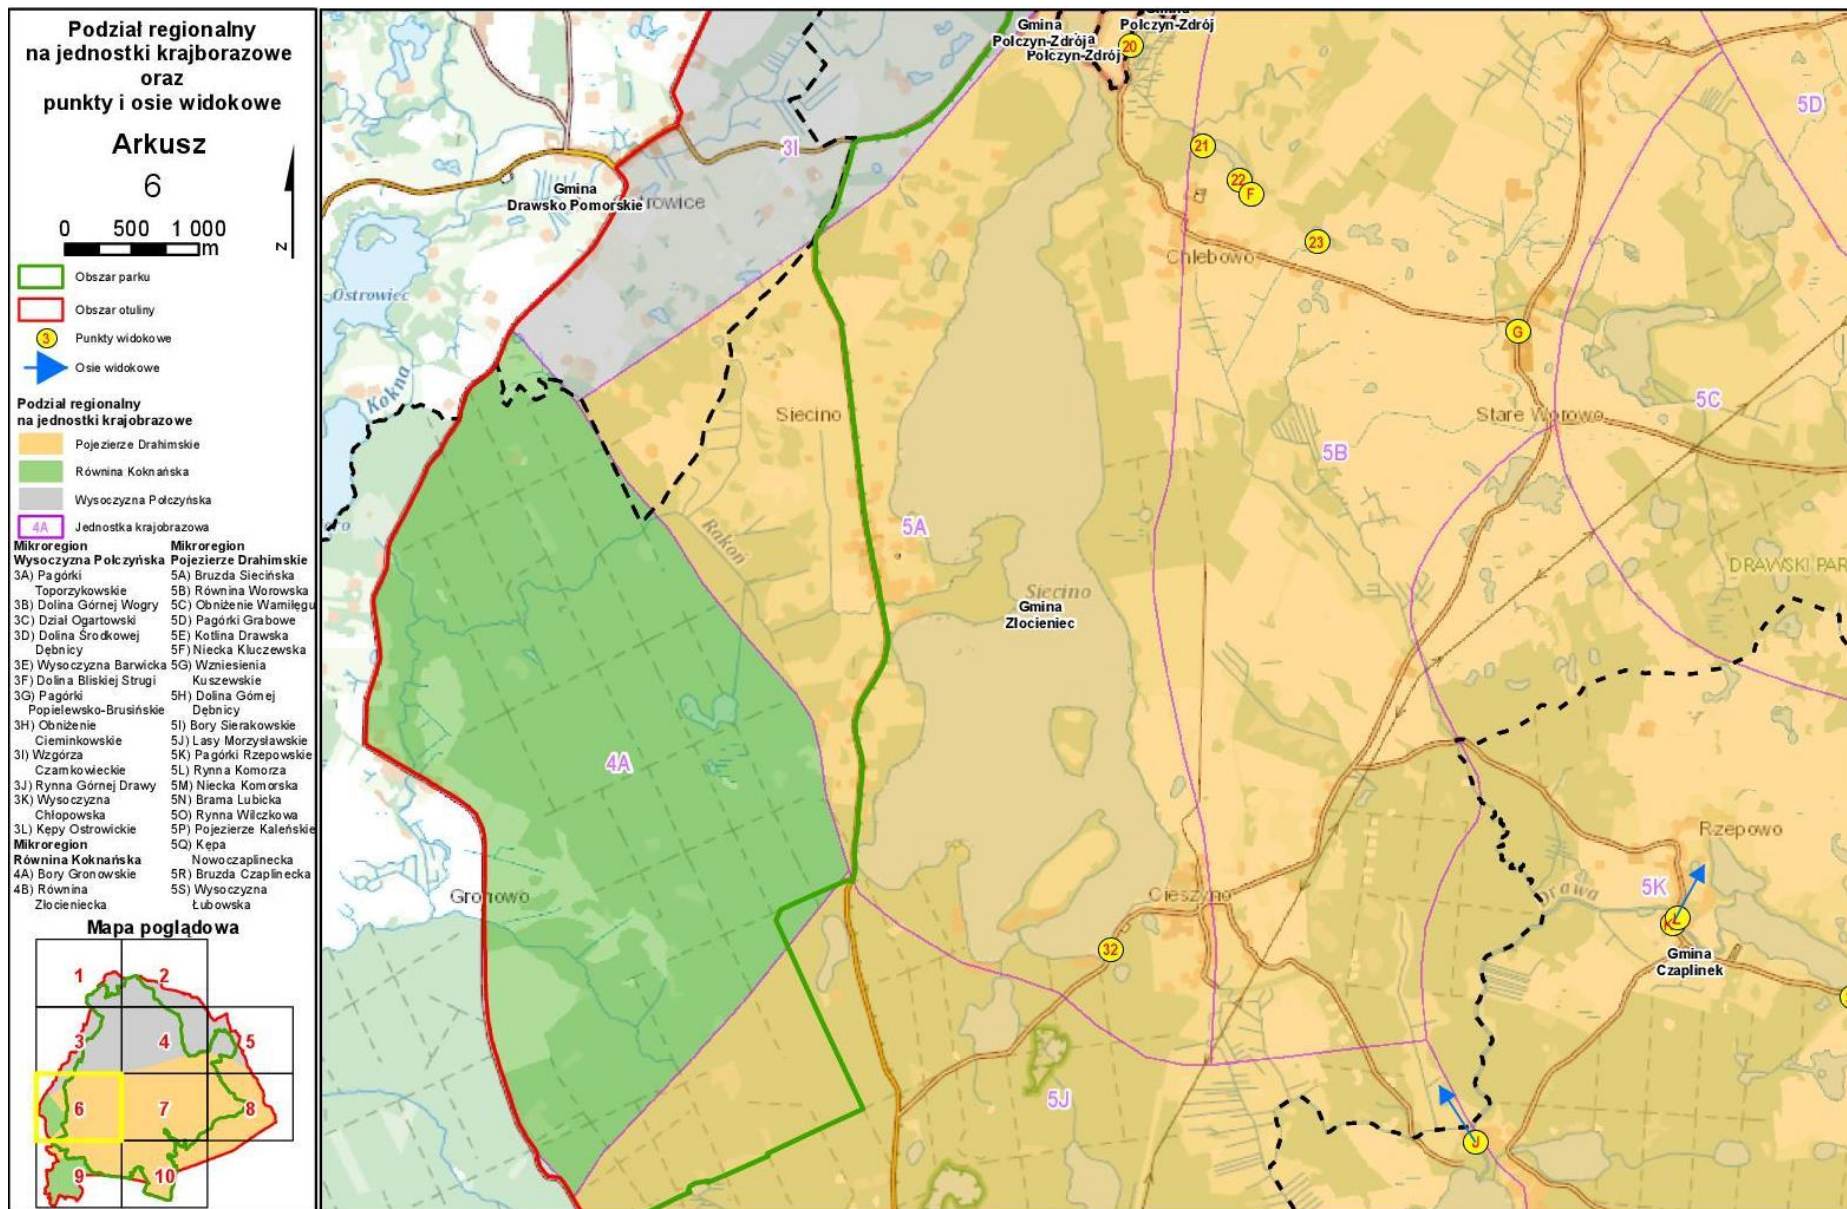 Podział regionalny
na jednostki krajborazowe
oraz
punkty i osie widokowe
Arkusz
6
0 500 1 000
m
N
Obszar parku
Obszar otuliny
3 Punkty widokowe
Osie widokowe
Podział regionalny
na jednostki krajobrazowe
Pojezierze Drahimskie
Równina Koknańska
Wysoczyzna Połczyńska
4A Jednostka krajobrazowa
Mikroregion
Wysoczyzna Połczyńska
3A) Pagórki
Toporzykowskie
3B) Dolina Górnej Wogry
3C) Dział Ogartowski
3D) Dolina Środkowej
Dębnicy
3E) Wysoczyzna Barwicka
3F) Dolina Bliskiej Strugi
3G) Pagórki
Popielewsko-Brusińskie
3H) Obniżenie
Cieminkowskie
3I) Wzgórza
Czarnkowieckie
3J) Rynna Górnej Drawy
3K) Wysoczyzna
Chłopowska
3L) Kępy Ostrowickie
Mikroregion
Równina Koknańska
4A) Bory Gronowskie
4B) Równina
Złocieniecka
Mikroregion
Pojezierze Drahimskie
5A) Bruzda Siecińska
5B) Równina Worowska
5C) Obniżenie Warniłęgu
5D) Pagórki Grabowe
5E) Kotlina Drawska
5F) Niecka Kluczewska
5G) Wzniesienia
Kuszewskie
5H) Dolina Górnej
Dębnicy
5I) Bory Sierakowskie
5J) Lasy Morzysławskie
5K) Pagórki Rzepowskie
5L) Rynna Komorza
5M) Niecka Komorska
5N) Brama Lubicka
5O) Rynna Wilczkowa
5P) Pojezierze Kaleńskie
5Q) Kępa
Nowoczaplinecka
5R) Bruzda Czaplinecka
5S) Wysoczyzna
Łubowska
Mapa poglądowa
1 2
3 4 5
6 7 8
9 10
Gmina
Połczyn-Zdrój
Gmina
Połczyn-Zdrój
Połczyn-Zdrój
20
5D
3I
21
22
F
23
Gmina
Drawsko Pomorskie
Chlebowo
Ostrowiec
G
Kokna
Siecino
Stare Worowo
5C
5B
5A
Rakoń
DRAWSKI PAR
Siecino
Gmina
Złocieniec
4A
Rzepowo
Gronowo
Cieszyno
Drawa
5K
K
L
32
Gmina
Czaplinek
5J
J